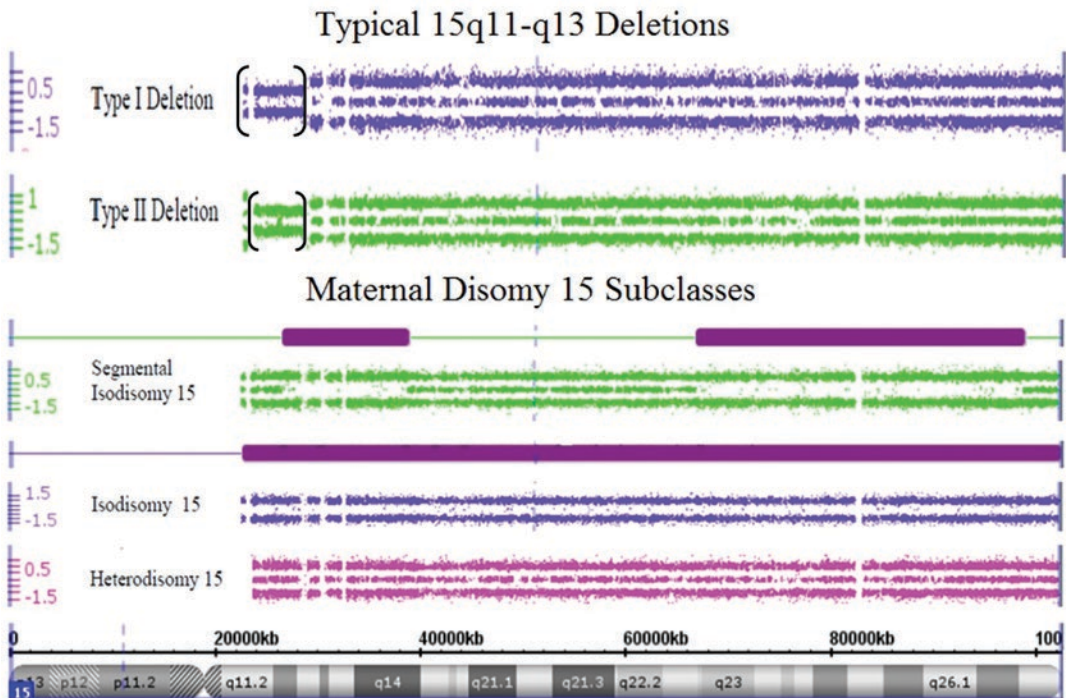 Typical 15q11-q13 Deletions
0.5
Type I Deletion
-1.5
1
Type II Deletion
-1.5
Maternal Disomy 15 Subclasses
0.5
Segmental
Isodisomy 15
-1.5
1.5
Isodisomy 15
-1.5
0.5
Heterodisomy 15
-1.5
0 20000kb 40000kb 60000kb 80000kb 100
p12 p11.2 q11.2 q14 q21.1 q21.3 q22.2 q23 q26.1
15